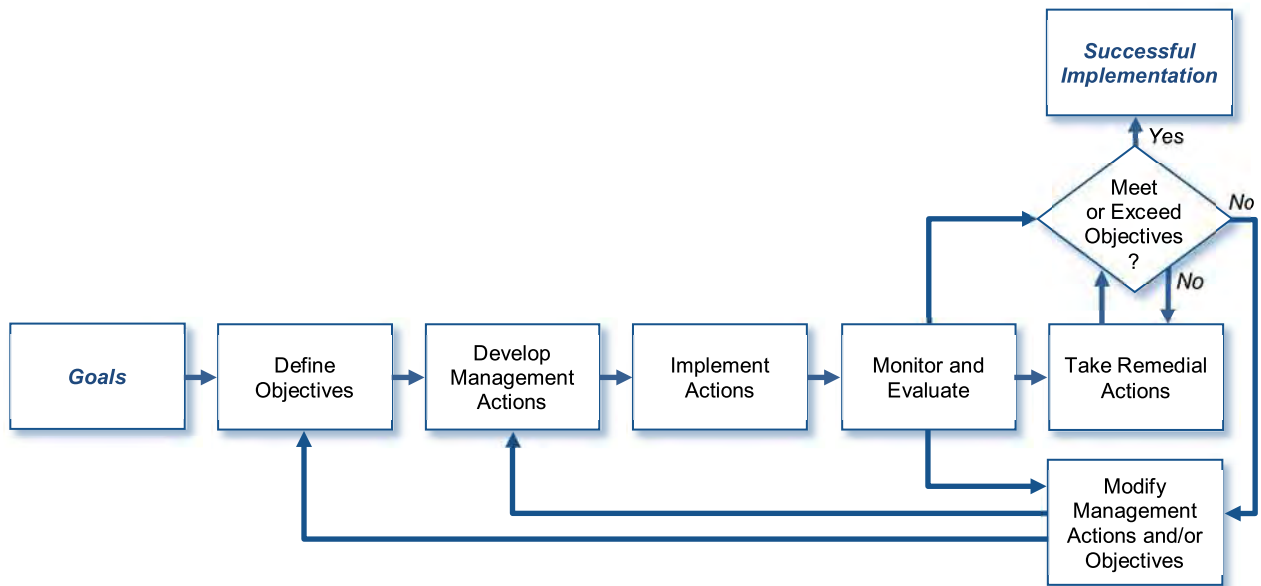 Successful
Implementation
Yes
Meet
or Exceed
Objectives
?
No
No
Goals
Define
Objectives
Develop
Management
Actions
Implement
Actions
Monitor and
Evaluate
Take Remedial
Actions
Modify
Management
Actions and/or
Objectives